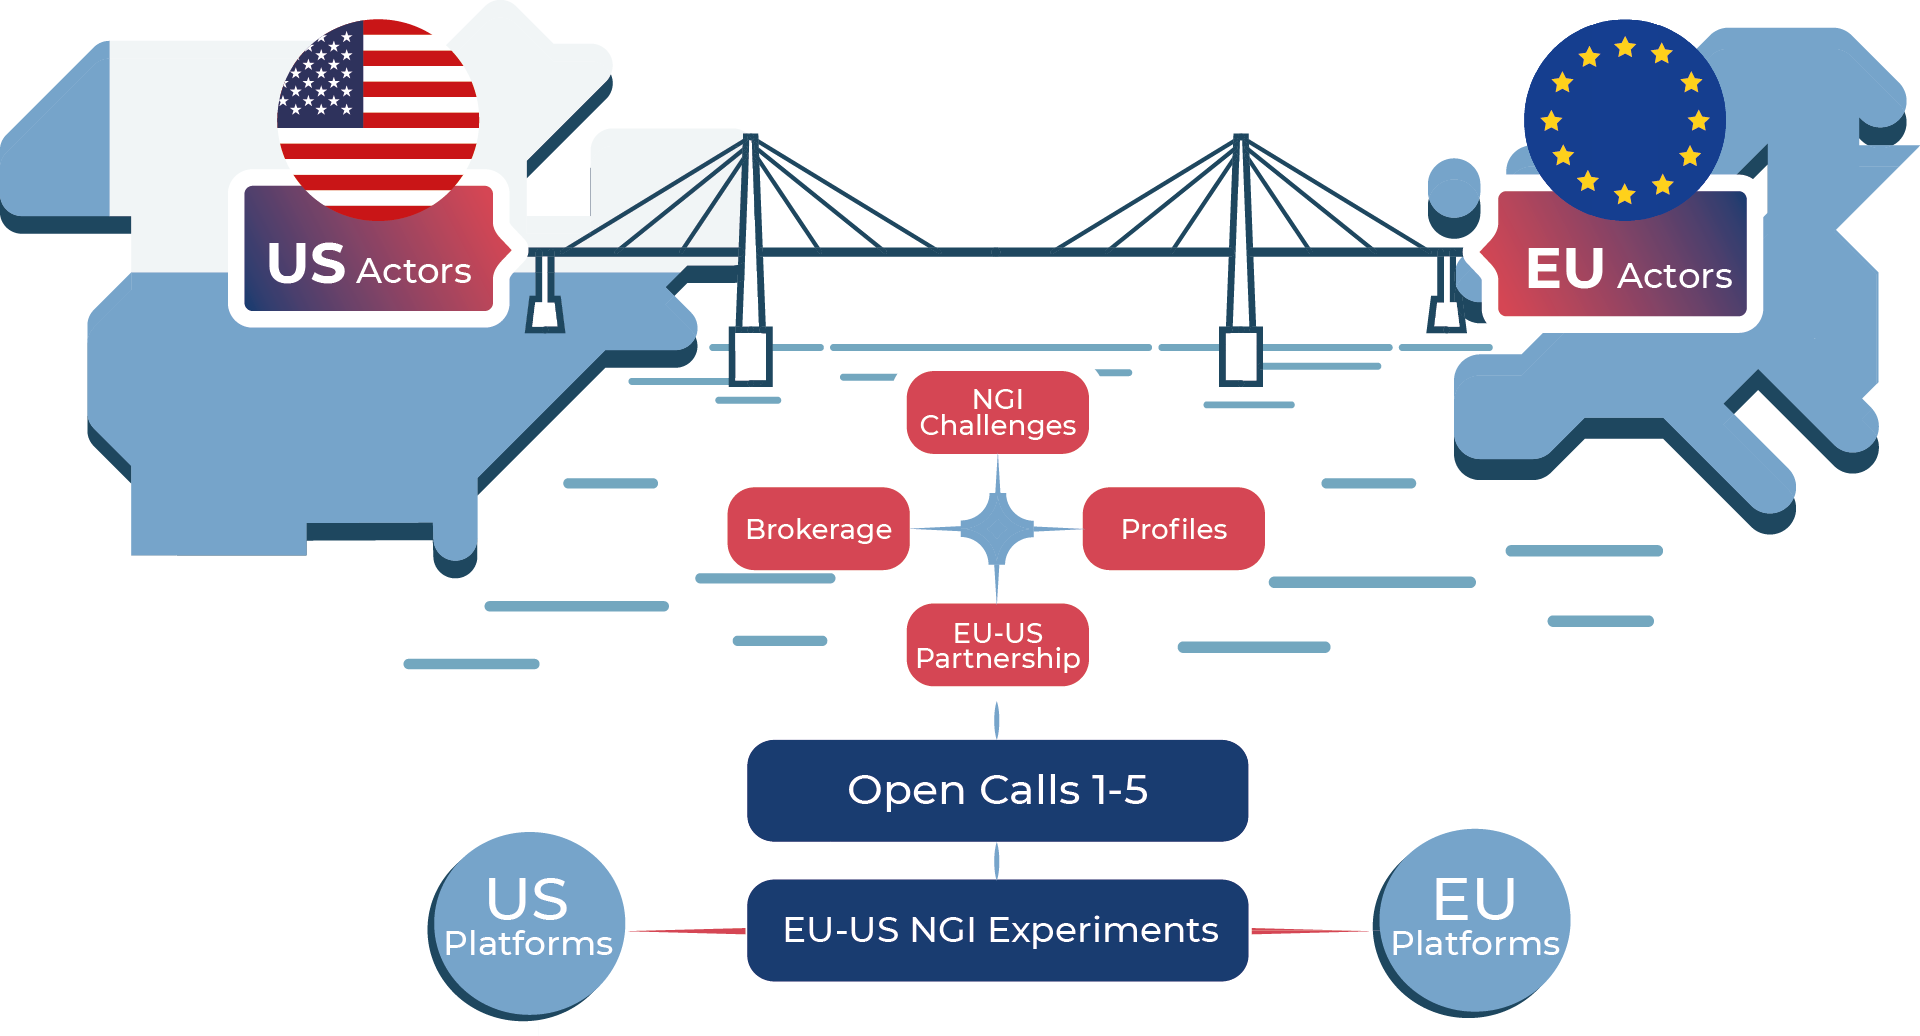 US Actors
EU Actors
NGI
Challenges
Brokerage
Profiles
EU-US
Partnership
Open Calls 1-5
US
Platforms
EU-US NGI Experiments
EU
Platforms